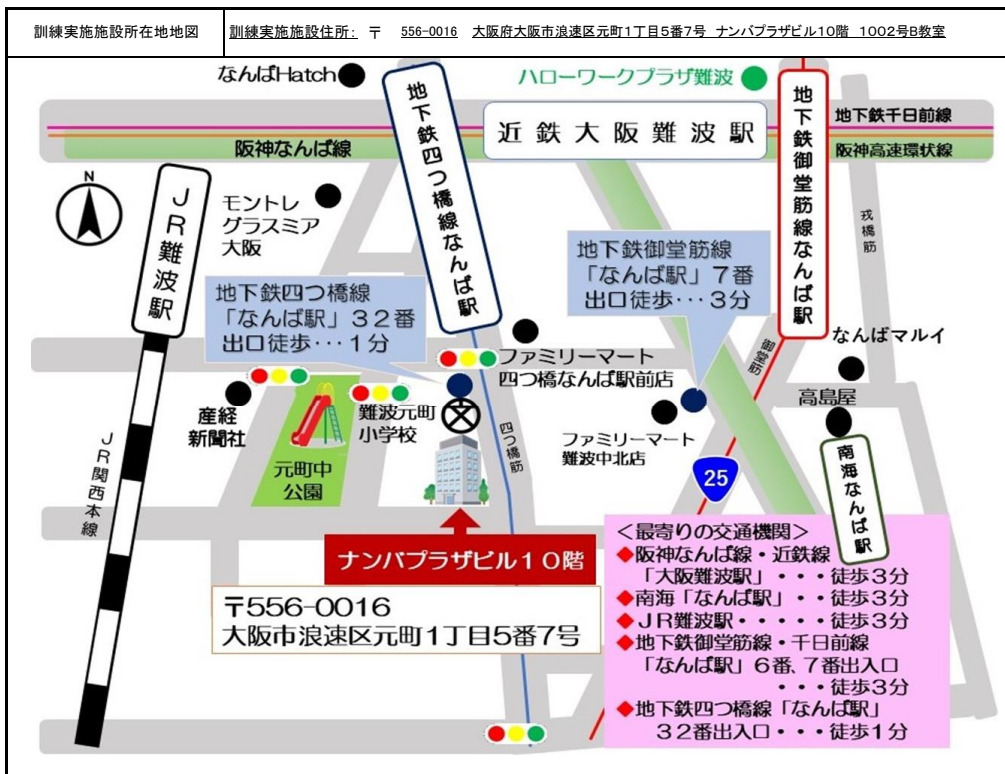 訓練実施施設所在地地図
訓練実施施設住所： 〒 556-0016 大阪府大阪市浪速区元町1丁目5番7号 ナンバプラザビル10階 1002号B教室
なんばHatch
ハローワークプラザ難波
地下鉄四つ橋線なんば駅
地下鉄御堂筋線なんば駅
近鉄大阪難波駅
地下鉄千日前線
阪神なんば線
阪神高速環状線
N
JR難波駅
モントレ
グラスミア
大阪
戎橋筋
地下鉄四つ橋線
「なんば駅」32番
出口徒歩･･･1分
地下鉄御堂筋線
「なんば駅」7番
出口徒歩･･･3分
なんばマルイ
御堂筋
ファミリーマート
四つ橋なんば駅前店
高島屋
産経
新聞社
難波元町
小学校
ファミリーマート
難波中北店
四つ橋筋
JR関西本線
元町中
公園
25
南海なんば駅
ナンバプラザビル10階
〒556-0016
大阪市浪速区元町1丁目5番7号
＜最寄りの交通機関＞
◆阪神なんば線・近鉄線
「大阪難波駅」・・・徒歩3分
◆南海「なんば駅」・・・徒歩3分
◆JR難波駅・・・・・徒歩3分
◆地下鉄御堂筋線・千日前線
「なんば駅」6番、7番出入口
・・・徒歩3分
◆地下鉄四つ橋線「なんば駅」
32番出入口・・・徒歩1分